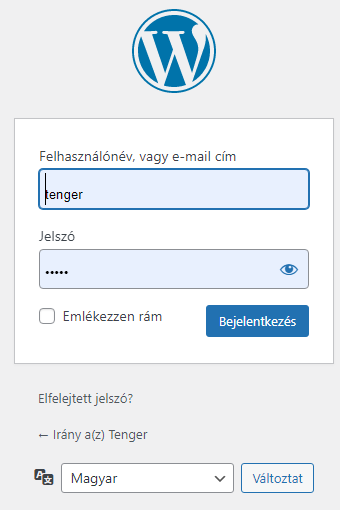 Felhasználónév, vagy e-mail cím
tenger
Jelszó
•••••
Emlékezzen rám
Bejelentkezés
Elfelejtett jelszó?
← Irány a(z) Tenger
Magyar
Változtat